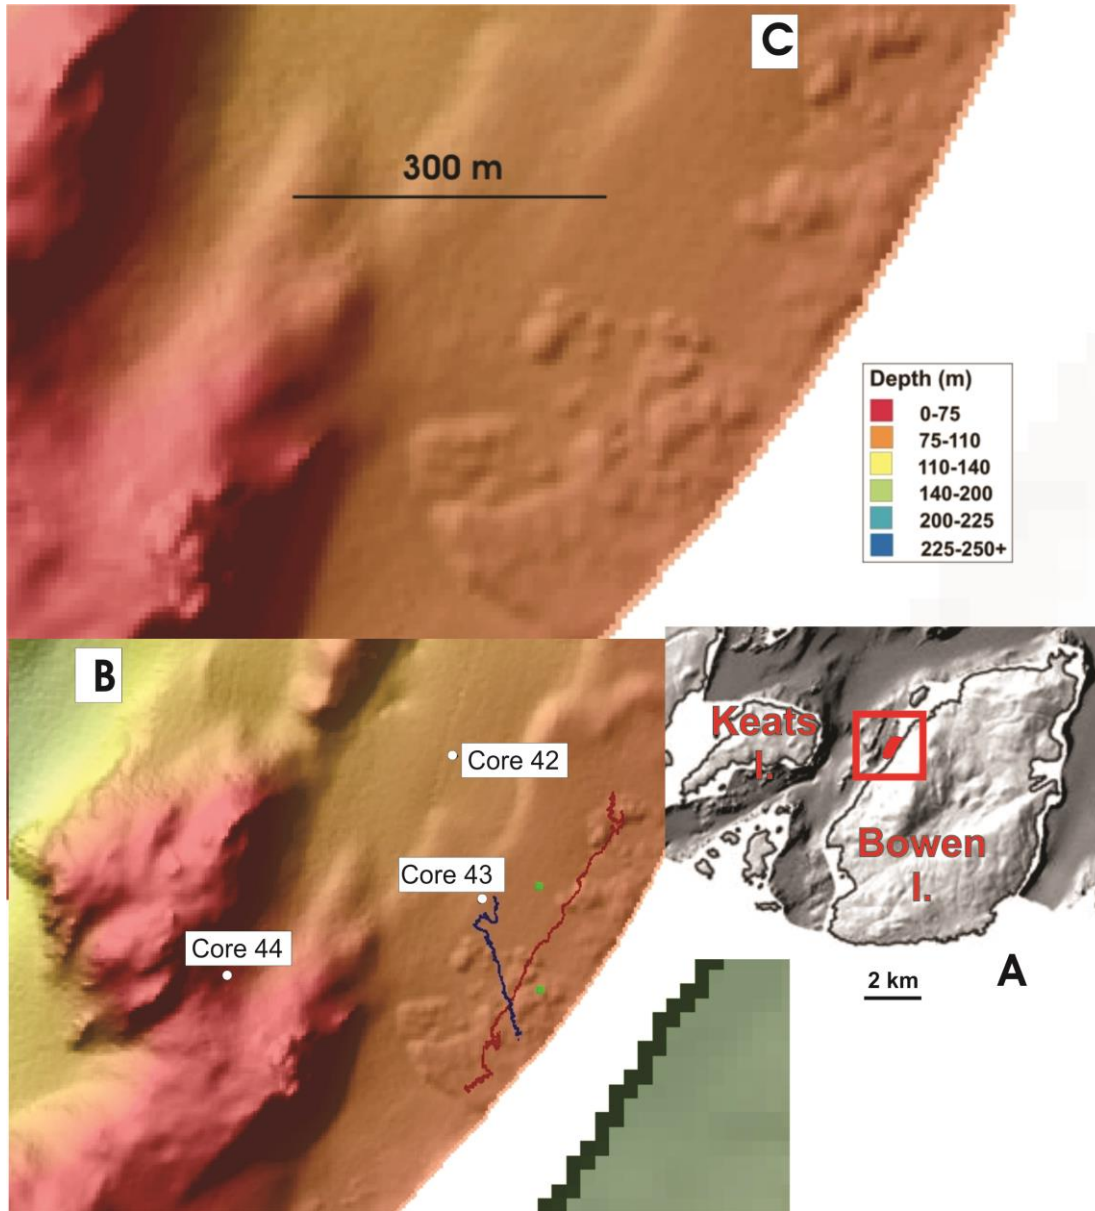 C
300 m
Depth (m)
0-75
75-110
110-140
140-200
200-225
225-250+
B
Core 42
Core 43
Core 44
Keats
I.
Bowen
I.
2 km
A